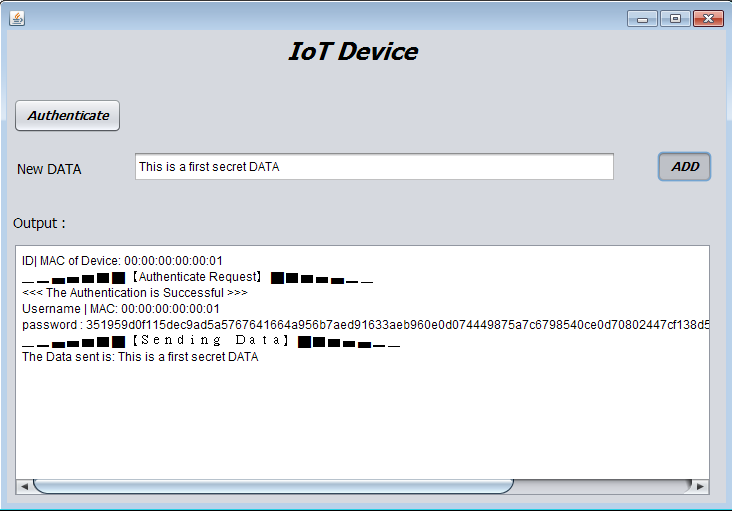 IoT Device
Authenticate
New DATA
This is a first secret DATA
ADD
Output :
ID| MAC of Device: 00:00:00:00:00:01
【Authenticate Request】
<<< The Authentication is Successful >>>
Username | MAC: 00:00:00:00:00:01
password : 351959d0f115dec9ad5a5767641664a956b7aed91633aeb960e0d074449875a7c6798540ce0d70802447cf138d5
【Ｓｅｎｄｉｎｇ　Ｄａｔａ】
The Data sent is: This is a first secret DATA